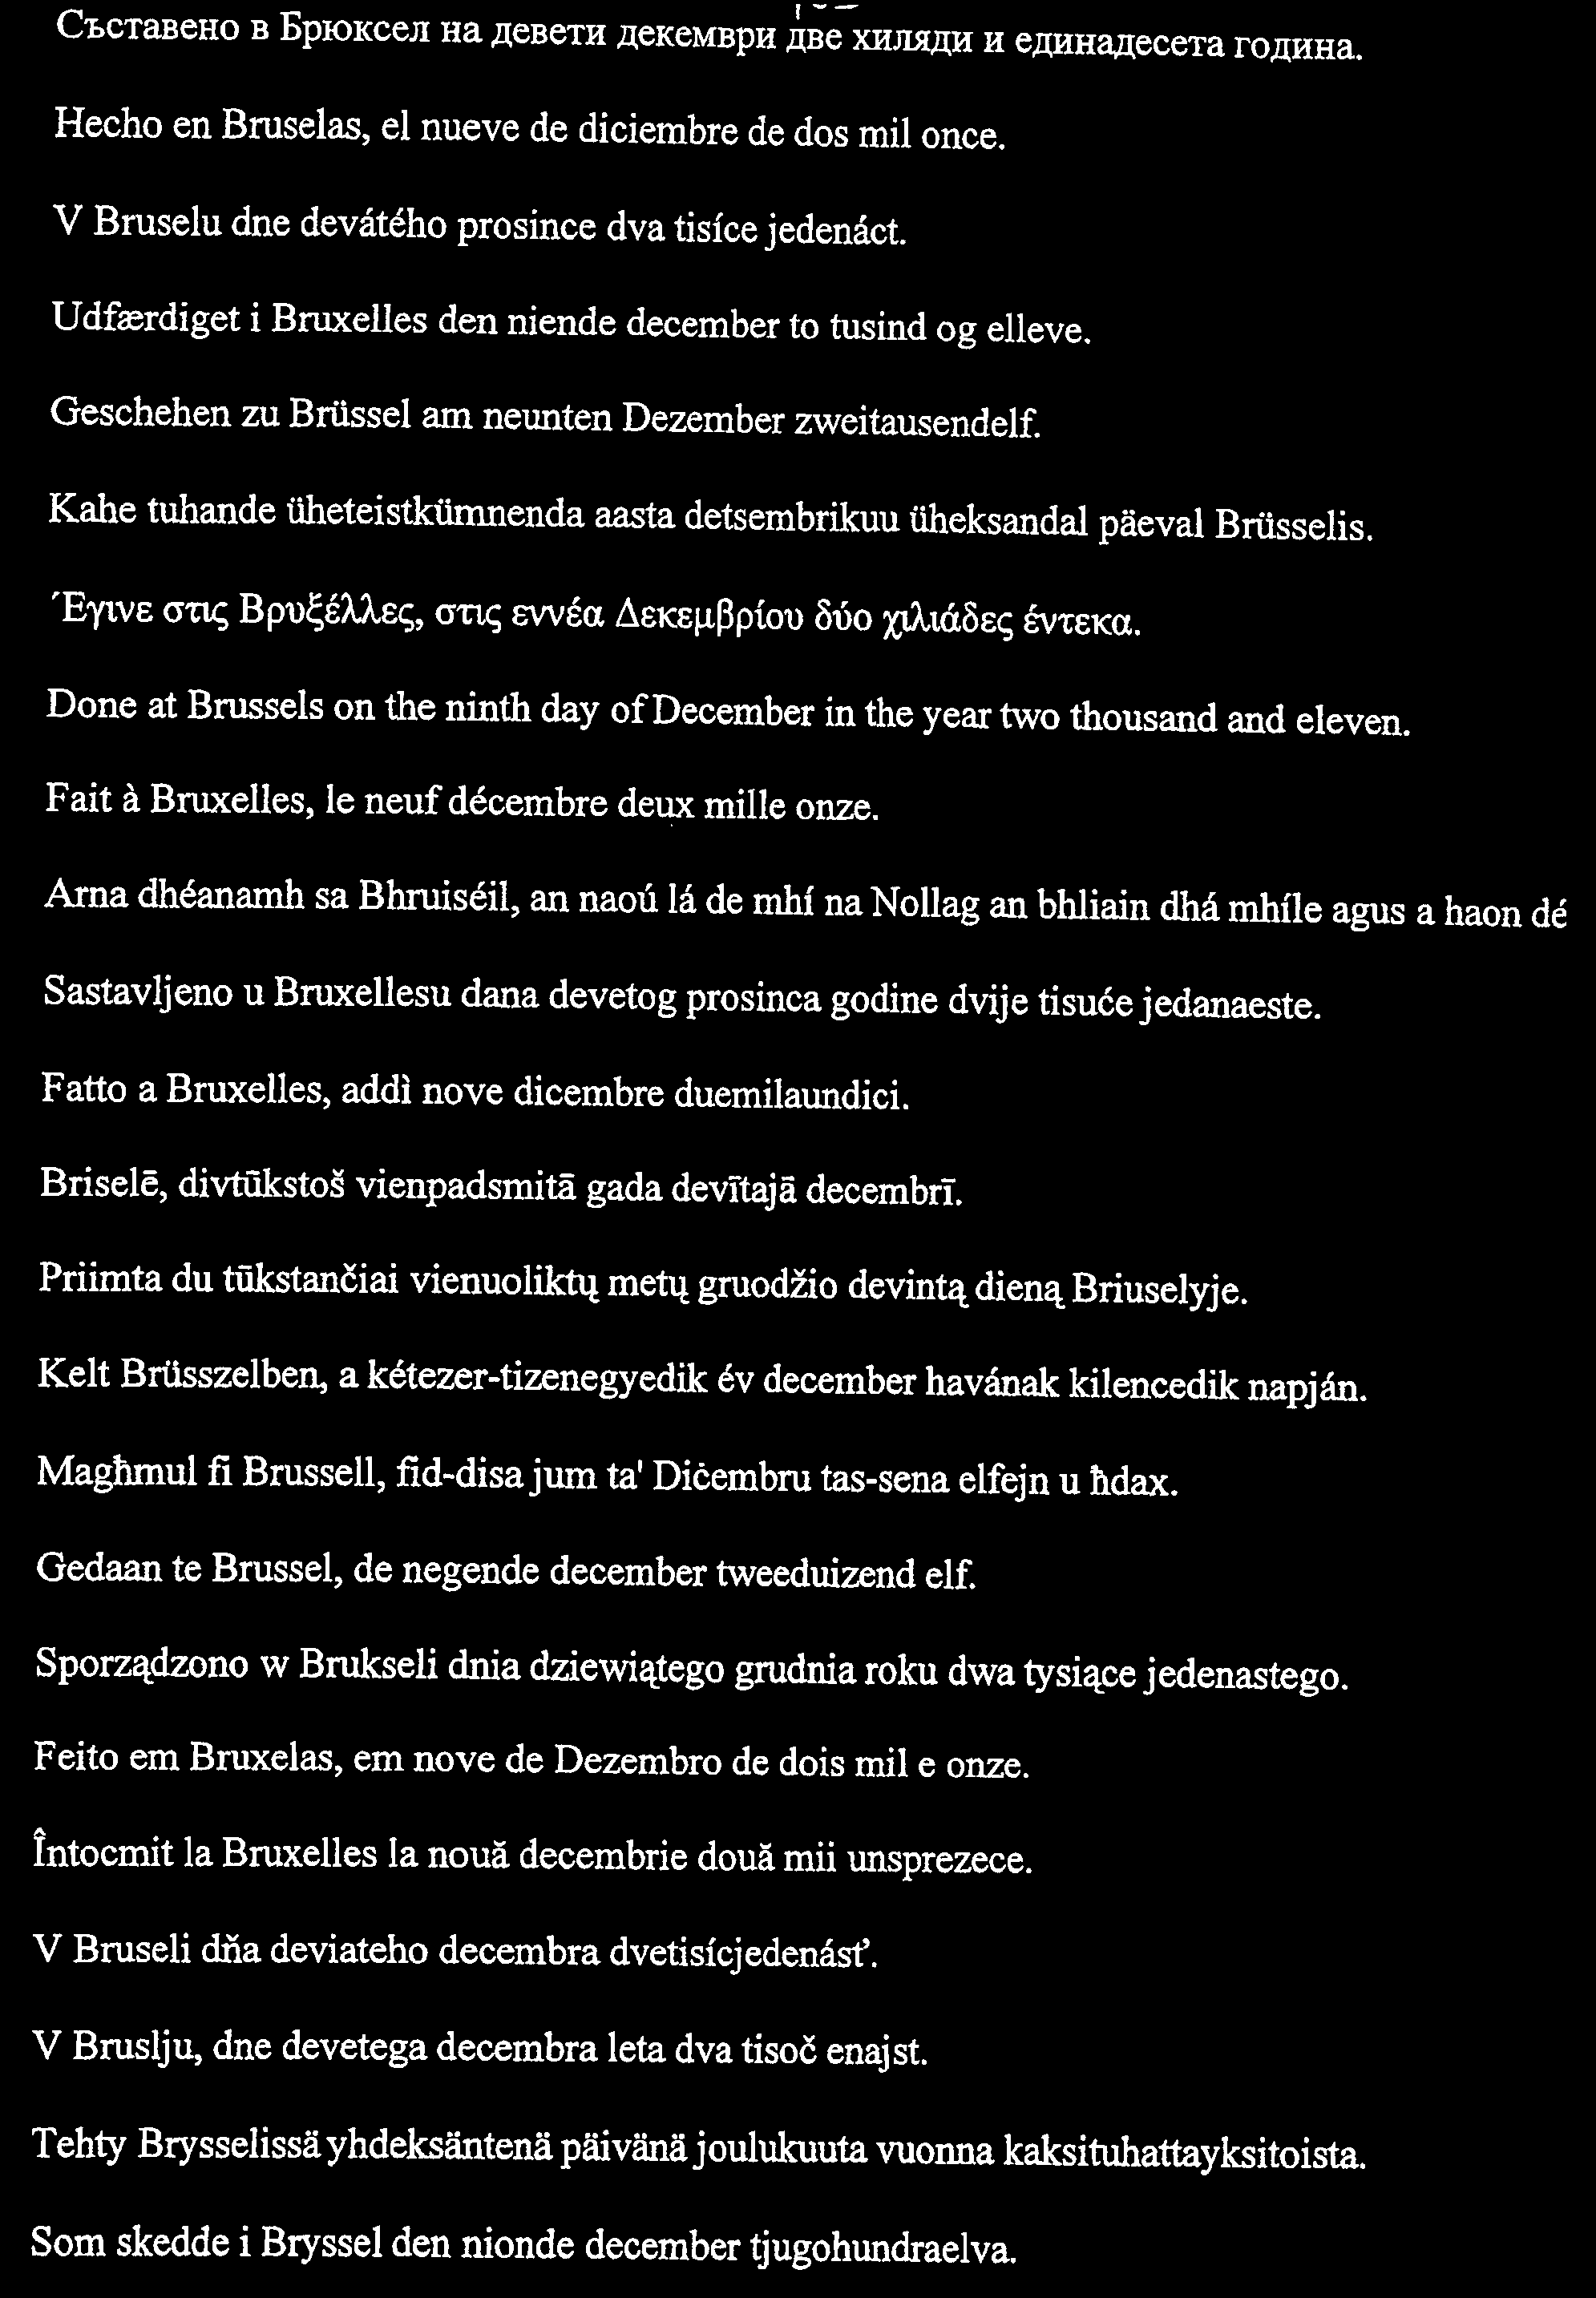 Съставено в Брюксел на девети декември две хиляди и единадесета година.
Hecho en Bruselas, el nueve de diciembre de dos mil once.
V Bruselu dne devátého prosince dva tisíce jedenáct.
Udfærdiget i Bruxelles den niende december to tusind og elleve.
Geschehen zu Brüssel am neunten Dezember zweitausendelf.
Kahe tuhande üheteistkümnenda aasta detsembrikuu üheksandal päeval Brüsselis.
Έγινε στις Βρυξέλλες, στις εννέα Δεκεμβρίου δύο χιλιάδες έντεκα.
Done at Brussels on the ninth day of December in the year two thousand and eleven.
Fait à Bruxelles, le neuf décembre deux mille onze.
Arna dhéanamh sa Bhruiséil, an naoú lá de mhí na Nollag an bhliain dhá mhíle agus a haon dé
Sastavljeno u Bruxellesu dana devetog prosinca godine dvije tisuće jedanaeste.
Fatto a Bruxelles, addì nove dicembre duemilaundici.
Briselē, divtūkstoš vienpadsmitā gada devītajā decembrī.
Priimta du tūkstančiai vienuoliktų metų gruodžio devintą dieną Briuselyje.
Kelt Brüsszelben, a kétezer-tizenegyedik év december havának kilencedik napján.
Magħmul fi Brussell, fid-disa jum ta' Diċembru tas-sena elfejn u ħdax.
Gedaan te Brussel, de negende december tweeduizend elf.
Sporządzono w Brukseli dnia dziewiątego grudnia roku dwa tysiące jedenastego.
Feito em Bruxelas, em nove de Dezembro de dois mil e onze.
Întocmit la Bruxelles la nouă decembrie două mii unsprezece.
V Bruseli dňa deviateho decembra dvetisícjedenásť.
V Bruslju, dne devetega decembra leta dva tisoč enajst.
Tehty Brysselissä yhdeksäntenä päivänä joulukuuta vuonna kaksituhattayksitoista.
Som skedde i Bryssel den nionde december tjugohundraelva.